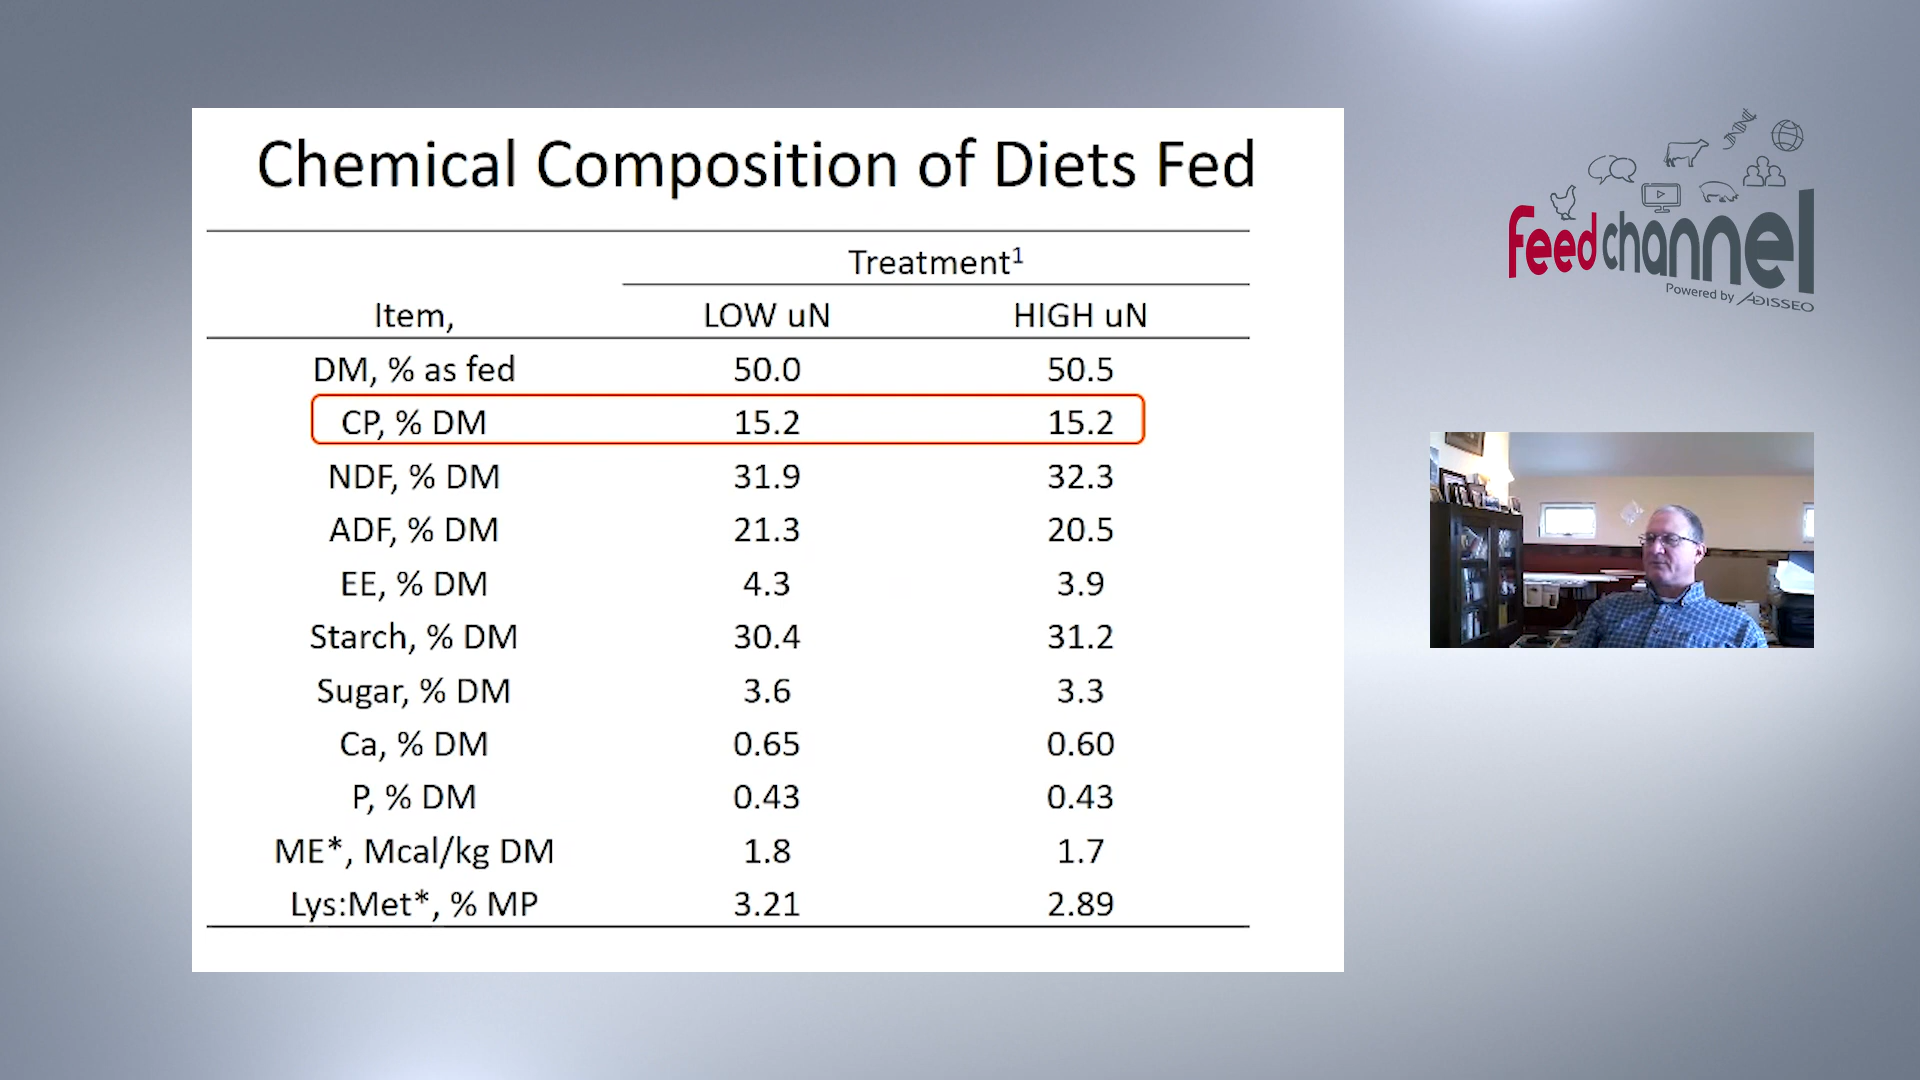 Chemical Composition of Diets Fed
Treatment¹
Item, LOW uN HIGH uN
DM, % as fed 50.0 50.5
CP, % DM 15.2 15.2
NDF, % DM 31.9 32.3
ADF, % DM 21.3 20.5
EE, % DM 4.3 3.9
Starch, % DM 30.4 31.2
Sugar, % DM 3.6 3.3
Ca, % DM 0.65 0.60
P, % DM 0.43 0.43
ME*, Mcal/kg DM 1.8 1.7
Lys:Met*, % MP 3.21 2.89
feedchannel
Powered by ADISSEO